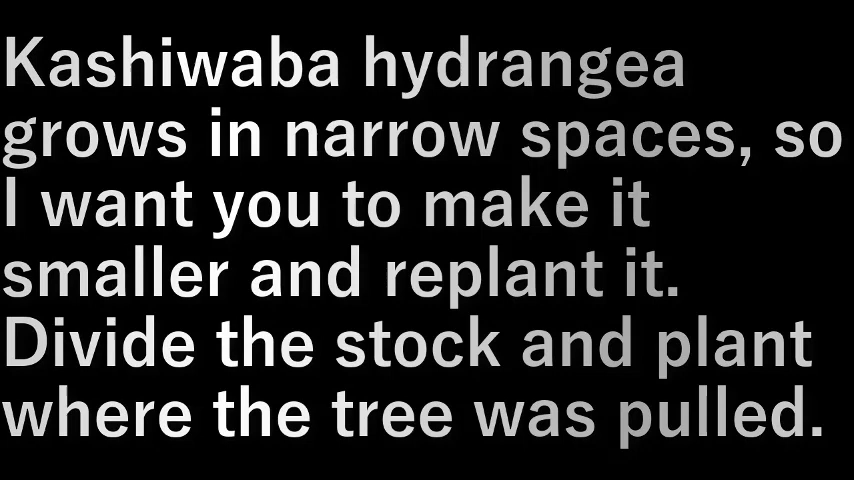 Kashiwaba hydrangea
grows in narrow spaces, so
I want you to make it
smaller and replant it.
Divide the stock and plant
where the tree was pulled.